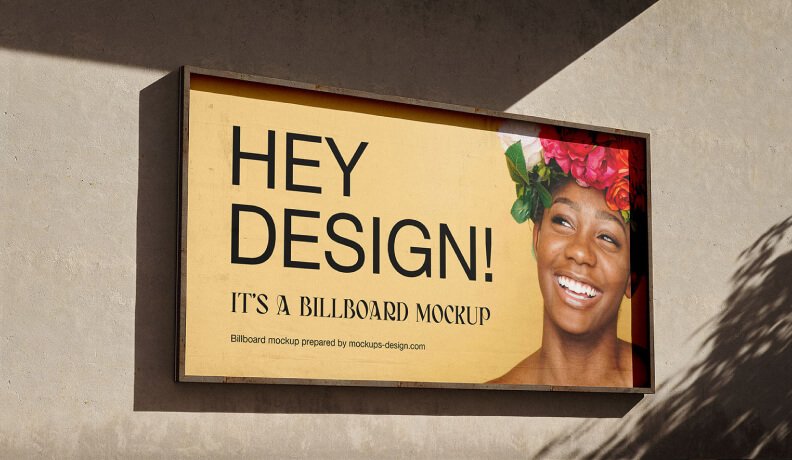 HEY
DESIGN!
IT'S A BILLBOARD MOCKUP
Billboard mockup prepared by mockups-design.com